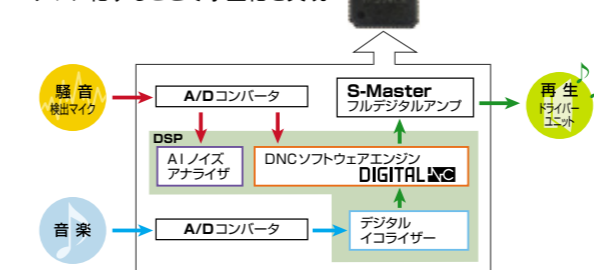 騒 音
検出マイク
A/Dコンバータ
S-Master
フルデジタルアンプ
再 生
ドライバー
ユニット
DSP
AIノイズ
アナライザ
DNCソフトウェアエンジン
DIGITAL NC
音 楽
A/Dコンバータ
デジタル
イコライザー